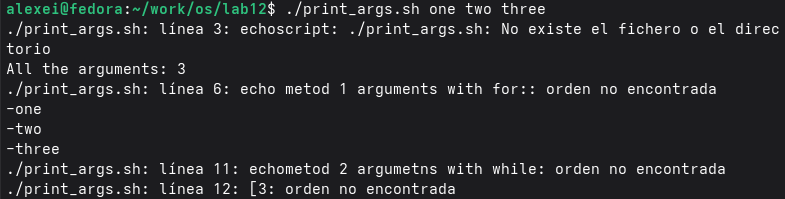 alexei@fedora:~/work/os/lab12$ ./print_args.sh one two three
./print_args.sh: línea 3: echoscript: ./print_args.sh: No existe el fichero o el direc
torio
All the arguments: 3
./print_args.sh: línea 6: echo metod 1 arguments with for:: orden no encontrada
-one
-two
-three
./print_args.sh: línea 11: echometod 2 argumetns with while: orden no encontrada
./print_args.sh: línea 12: [3: orden no encontrada